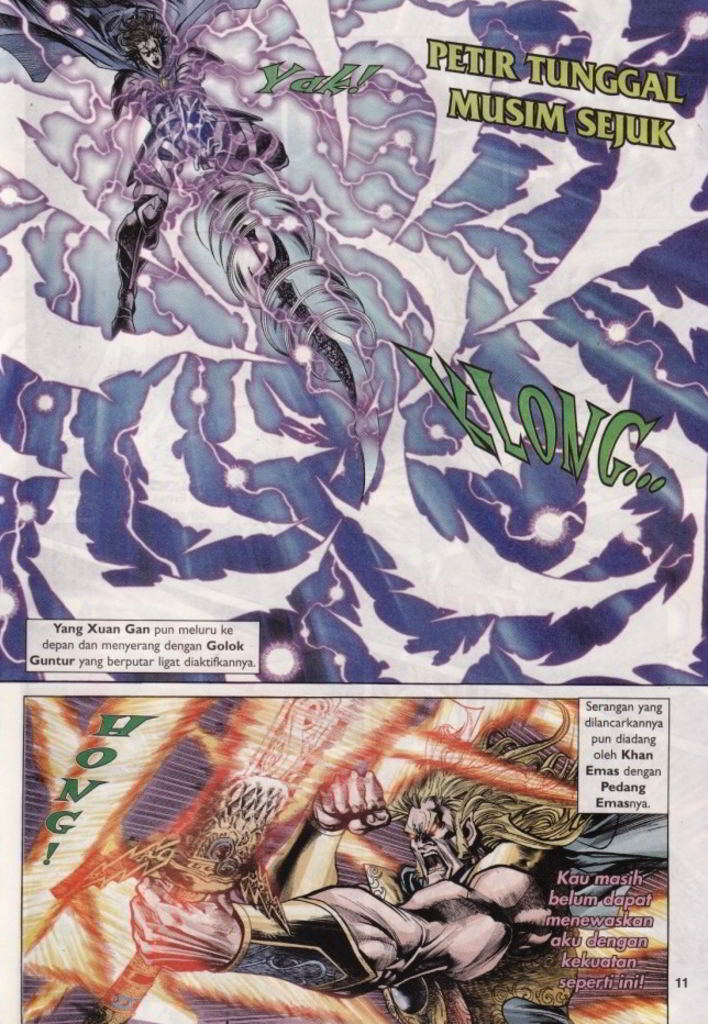 PETIR TUNGGAL
MUSIM SEJUK
Yak!
KLONG...
Yang Xuan Gan pun meluru ke
depan dan menyerang dengan Golok
Guntur yang berputar ligat diaktifkannya.
HONG!
Serangan yang
dilancarkannya
pun diadang
oleh Khan
Emas dengan
Pedang
Emasnya.
Kau masih
belum dapat
menewaskan
aku dengan
kekuatan
seperti ini!
11